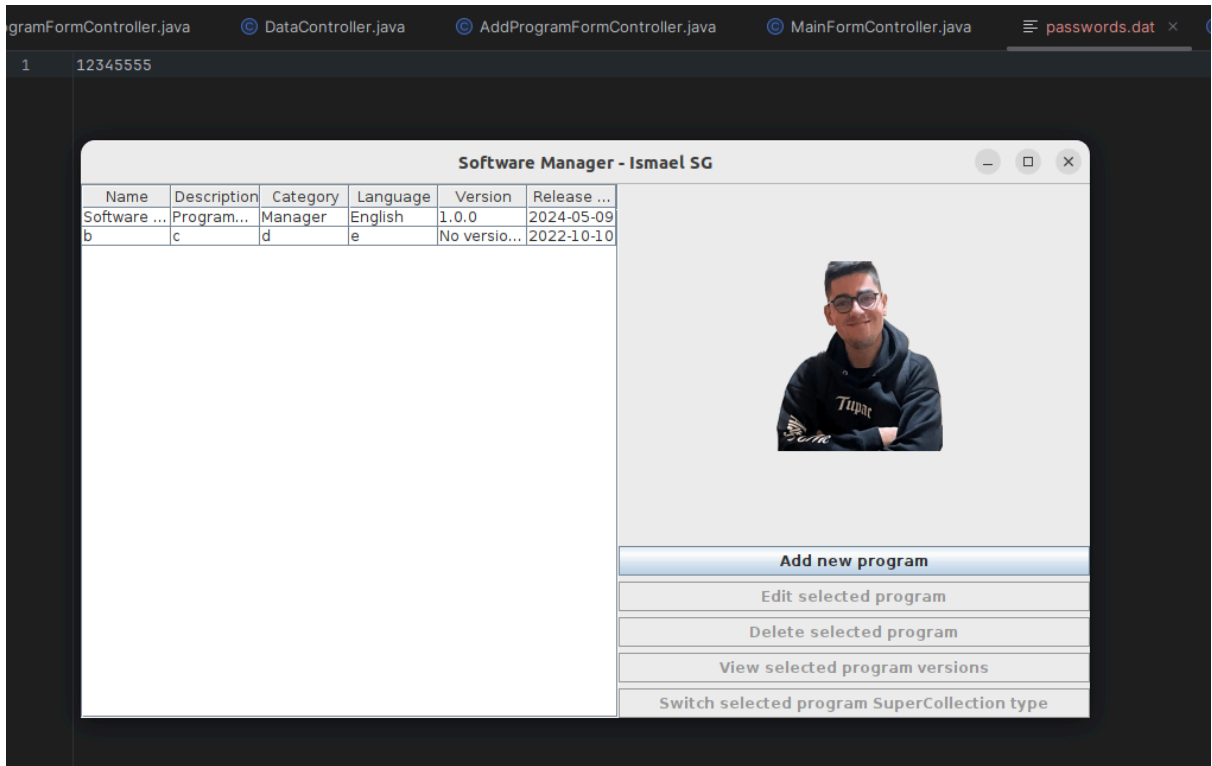 ogramFormController.java DataController.java AddProgramFormController.java MainFormController.java passwords.dat
1 12345555
Software Manager - Ismael SG
Name Description Category Language Version Release ...
Software ... Program... Manager English 1.0.0 2024-05-09
b c d e No versio... 2022-10-10
Tupac
Add new program
Edit selected program
Delete selected program
View selected program versions
Switch selected program SuperCollection type